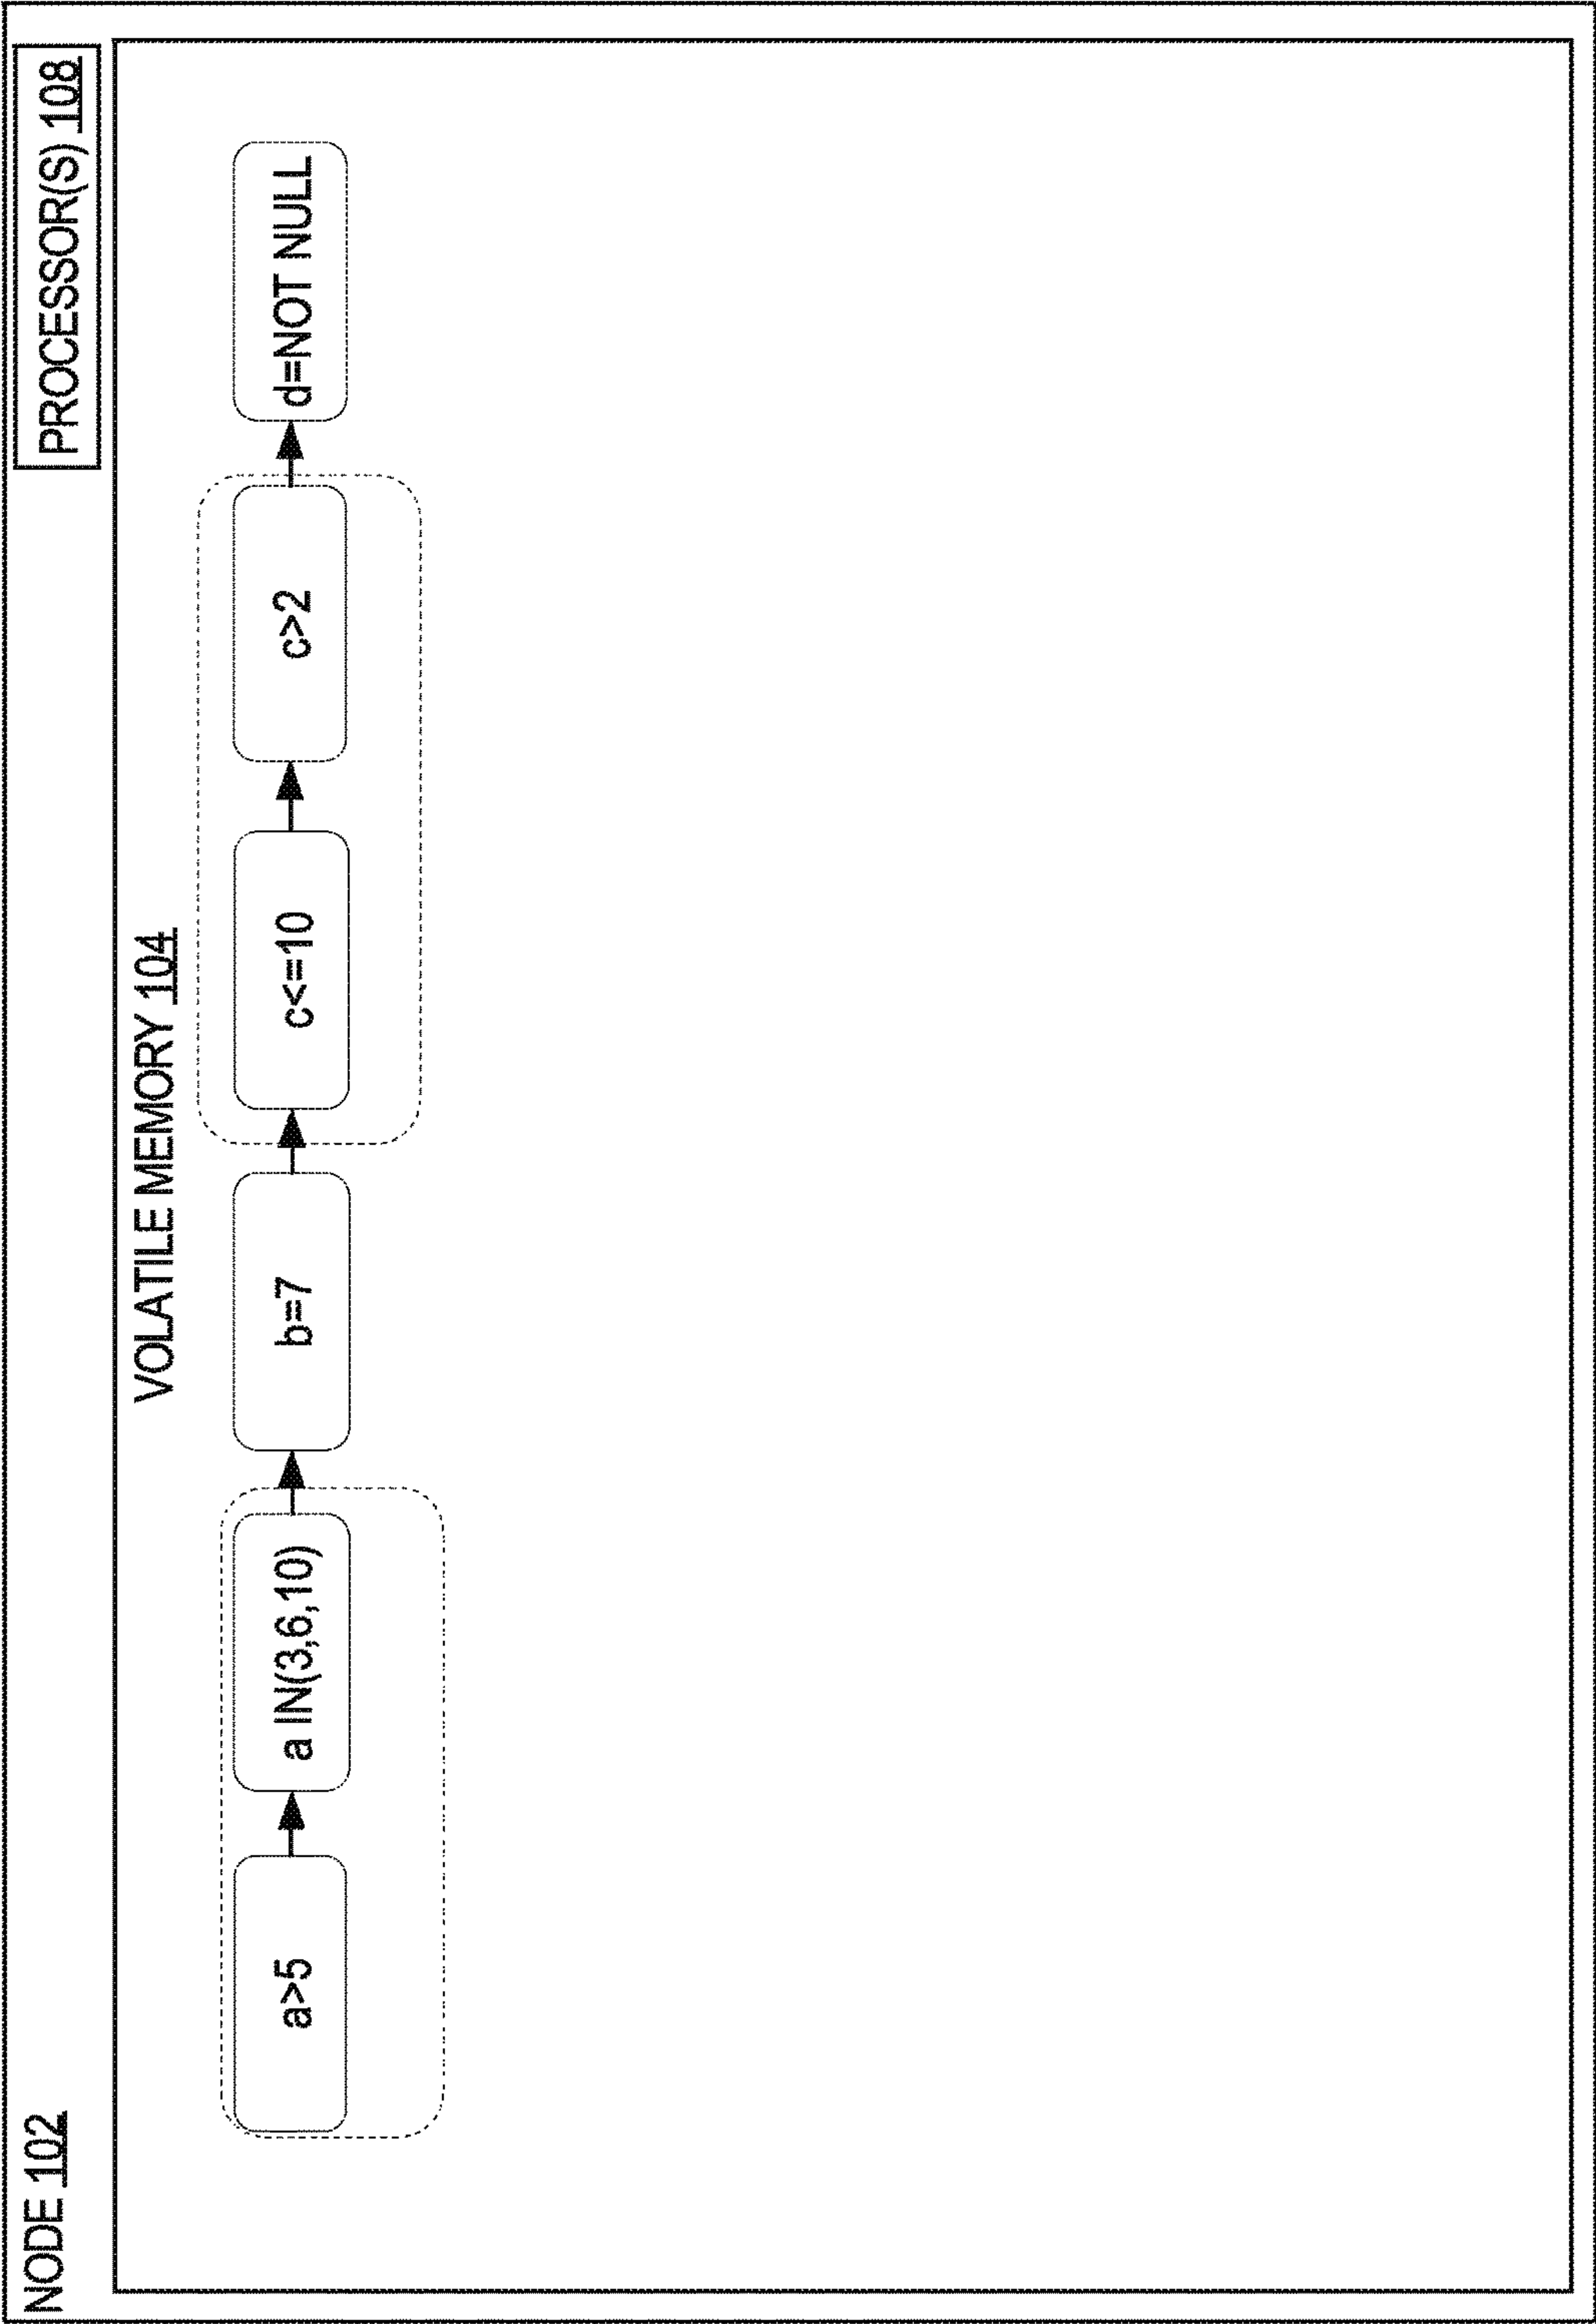 NODE 102
PROCESSOR(S) 108
VOLATILE MEMORY 104
a>5
a IN(3,6,10)
b=7
c<=10
c>2
d=NOT NULL